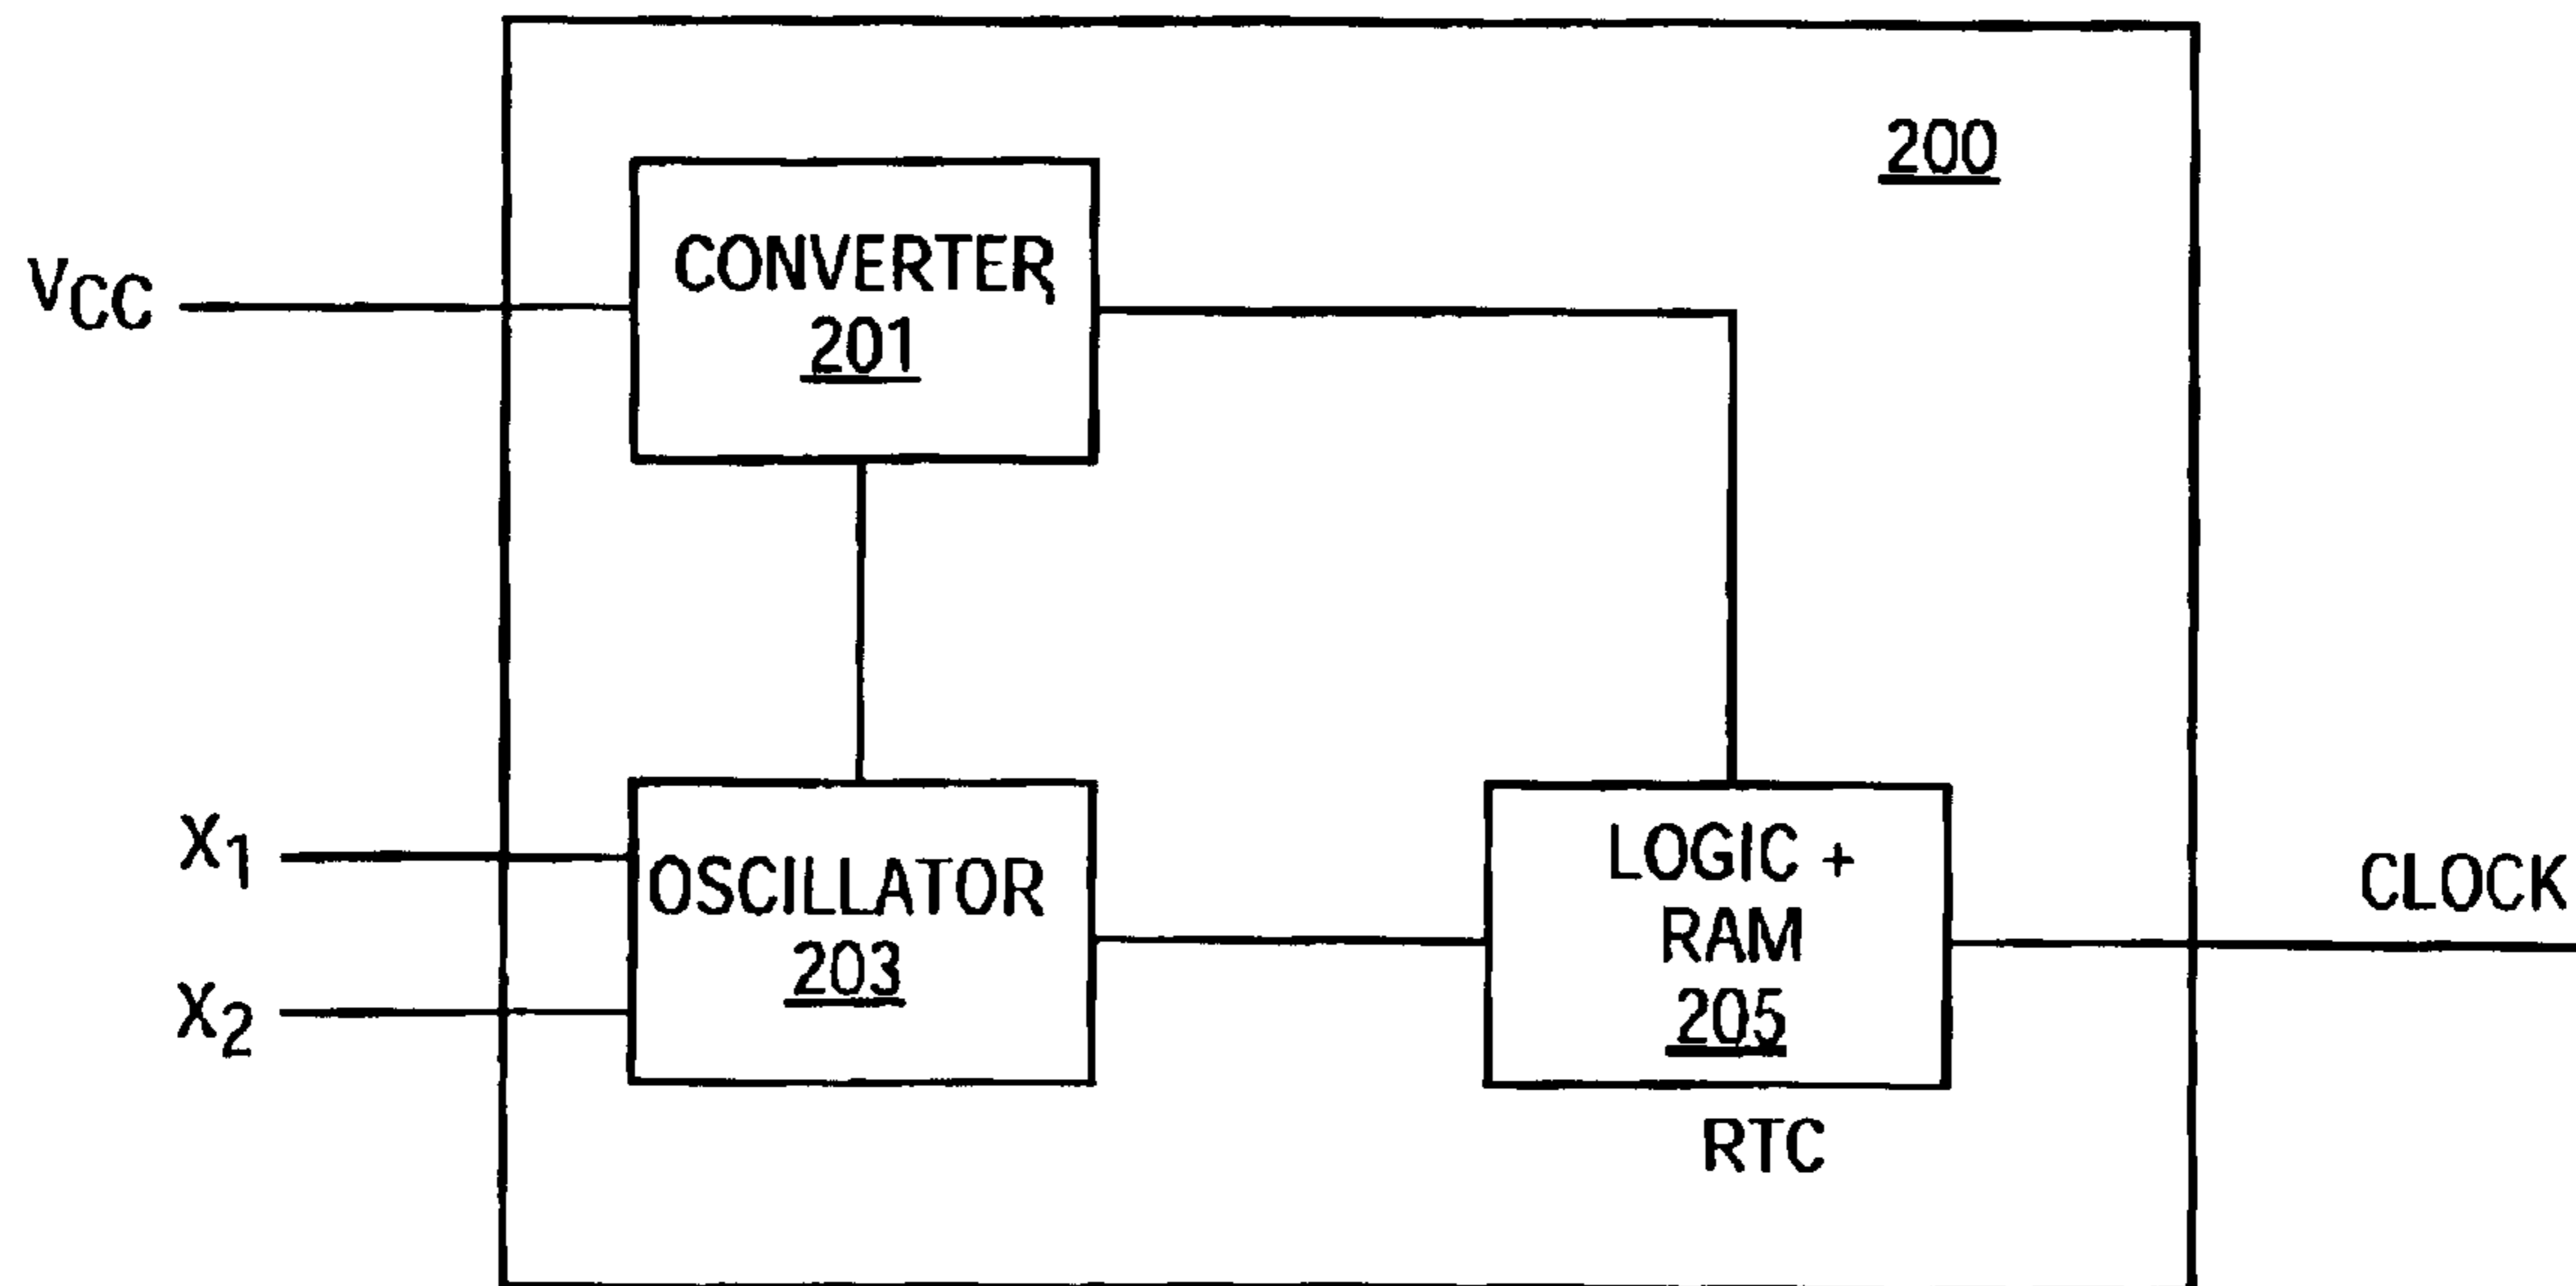 200
CONVERTER
201
VCC
X1
X2
OSCILLATOR
203
LOGIC +
RAM
205
RTC
CLOCK